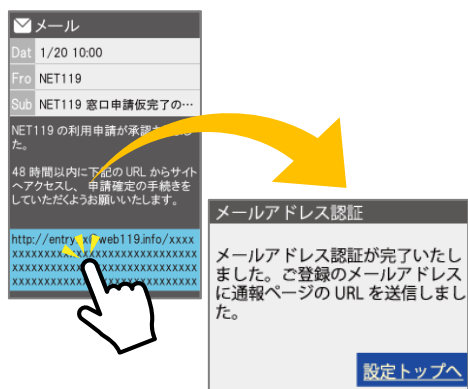 メール
Dat 1/20 10:00
Fro NET119
Sub NET119 窓口申請仮完了の…
NET119 の利用申請が承認
た。
48 時間以内に下記の URL からサイト
へアクセスし、 申請確定の手続きを
していただくようお願いいたします。
http://entry web119.info/xxxx
xxxxxxxxxxxxxxxxxxxxxxxxxxx
xxxxxxxxxxxxxxxxxxxxxxxxxxx
xxxxxxxxxxxxxxxxxxxxxxxx
メールアドレス認証
メールアドレス認証が完了いたし
ました。ご登録のメールアドレス
に通報ページの URL を送信しまし
た。
設定トップへ